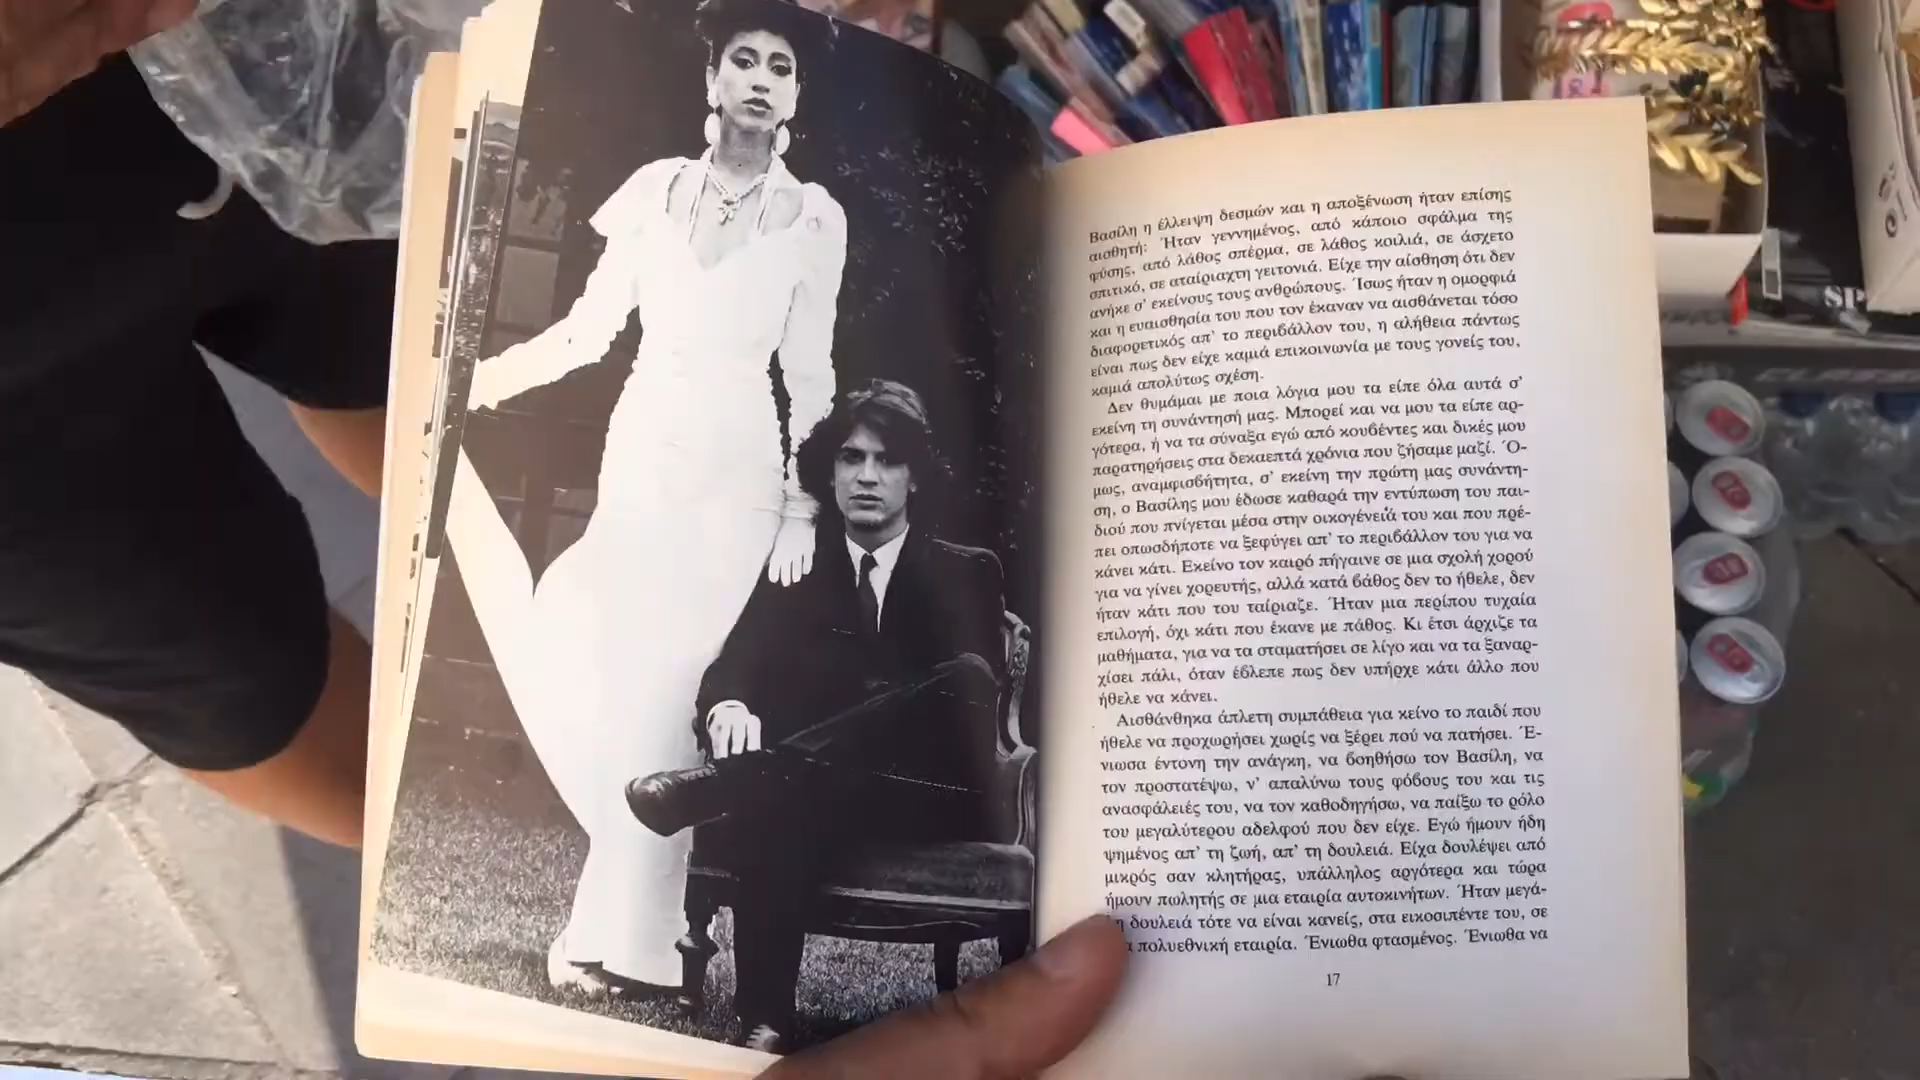 Βασίλη η έλλειψη δεσμών και η αποξένωση ήταν επίσης
αισθητή: Ήταν γεννημένος, από κάποιο σφάλμα της
φύσης, από λάθος σπέρμα, σε λάθος κοιλιά, σε άσχετο
σπιτικό, σε αταίριαχτη γειτονιά. Είχε την αίσθηση ότι δεν
ανήκε σ' εκείνους τους ανθρώπους. Ίσως ήταν η ομορφιά
και η ευαισθησία του που τον έκαναν να αισθάνεται τόσο
διαφορετικός απ' το περιβάλλον του, η αλήθεια πάντως
είναι πως δεν είχε καμιά επικοινωνία με τους γονείς του,
καμιά απολύτως σχέση.
Δεν θυμάμαι με ποια λόγια μου τα είπε όλα αυτά σ'
εκείνη τη συνάντησή μας. Μπορεί και να μου τα είπε αρ-
γότερα, ή να τα σύναξα εγώ από κουβέντες και δικές μου
παρατηρήσεις στα δεκαεπτά χρόνια που ζήσαμε μαζί. Ό-
μως, αναμφισβήτητα, σ' εκείνη την πρώτη μας συνάντη-
ση, ο Βασίλης μου έδωσε καθαρά την εντύπωση του παι-
διού που πνίγεται μέσα στην οικογένειά του και που πρέ-
πει οπωσδήποτε να ξεφύγει απ' το περιβάλλον του για να
κάνει κάτι. Εκείνο τον καιρό πήγαινε σε μια σχολή χορού
για να γίνει χορευτής, αλλά κατά βάθος δεν το ήθελε, δεν
ήταν κάτι που του ταίριαζε. Ήταν μια περίπου τυχαία
επιλογή, όχι κάτι που έκανε με πάθος. Κι έτσι άρχιζε τα
μαθήματα, για να τα σταματήσει σε λίγο και να τα ξαναρ-
χίσει πάλι, όταν έβλεπε πως δεν υπήρχε κάτι άλλο που
ήθελε να κάνει.
Αισθάνθηκα άπλετη συμπάθεια για κείνο το παιδί που
ήθελε να προχωρήσει χωρίς να ξέρει πού να πατήσει. Έ-
νιωσα έντονη την ανάγκη, να βοηθήσω τον Βασίλη, να
τον προστατέψω, ν' απαλύνω τους φόβους του και τις
ανασφάλειές του, να τον καθοδηγήσω, να παίξω το ρόλο
του μεγαλύτερου αδελφού που δεν είχε. Εγώ ήμουν ήδη
ψημένος απ' τη ζωή, απ' τη δουλειά. Είχα δουλέψει από
μικρός σαν κλητήρας, υπάλληλος αργότερα και τώρα
ήμουν πωλητής σε μια εταιρία αυτοκινήτων. Ήταν μεγά-
δουλειά τότε να είναι κανείς, στα εικοσιπέντε του, σε
πολυεθνική εταιρία. Ένιωθα φτασμένος. Ένιωθα να
17
SP